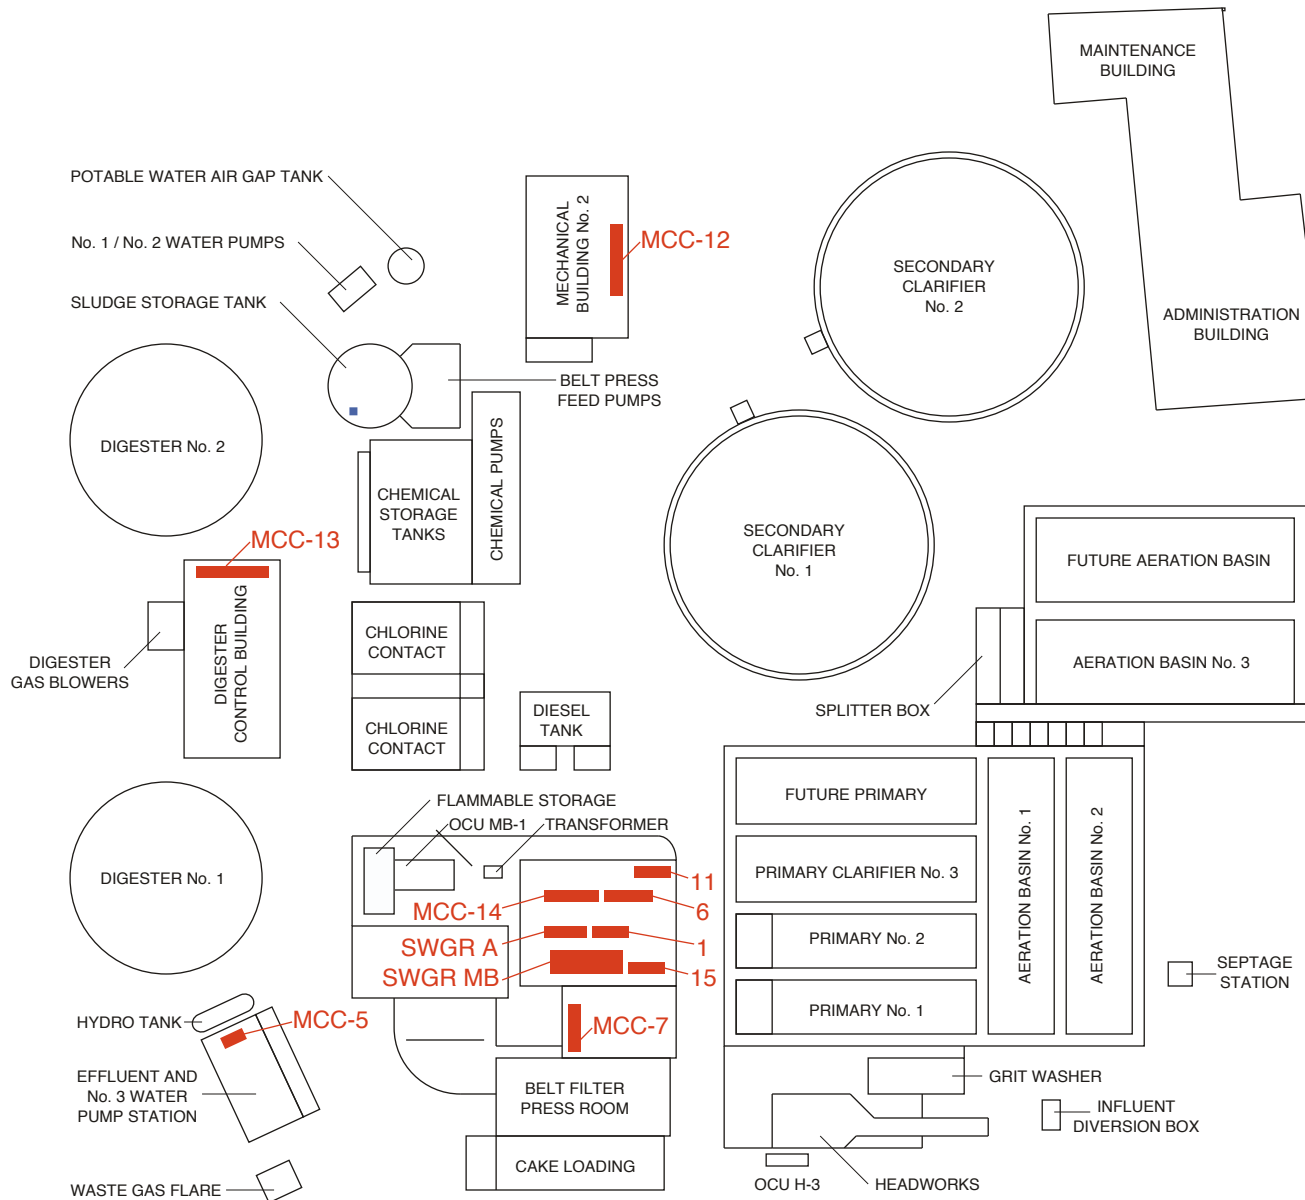 MAINTENANCE
BUILDING
POTABLE WATER AIR GAP TANK
No. 1 / No. 2 WATER PUMPS
SLUDGE STORAGE TANK
MECHANICAL
BUILDING No. 2
MCC-12
SECONDARY
CLARIFIER
No. 2
ADMINISTRATION
BUILDING
BELT PRESS
FEED PUMPS
DIGESTER No. 2
CHEMICAL
STORAGE
TANKS
CHEMICAL PUMPS
SECONDARY
CLARIFIER
No. 1
MCC-13
FUTURE AERATION BASIN
DIGESTER
CONTROL BUILDING
CHLORINE
CONTACT
DIGESTER
GAS BLOWERS
AERATION BASIN No. 3
SPLITTER BOX
CHLORINE
CONTACT
DIESEL
TANK
FLAMMABLE STORAGE
OCU MB-1
TRANSFORMER
FUTURE PRIMARY
PRIMARY CLARIFIER No. 3
AERATION BASIN No. 1
AERATION BASIN No. 2
DIGESTER No. 1
11
MCC-14
6
SWGR A
1
SWGR MB
15
PRIMARY No. 2
PRIMARY No. 1
SEPTAGE
STATION
HYDRO TANK
MCC-5
MCC-7
EFFLUENT AND
No. 3 WATER
PUMP STATION
BELT FILTER
PRESS ROOM
GRIT WASHER
INFLUENT
DIVERSION BOX
CAKE LOADING
WASTE GAS FLARE
OCU H-3
HEADWORKS